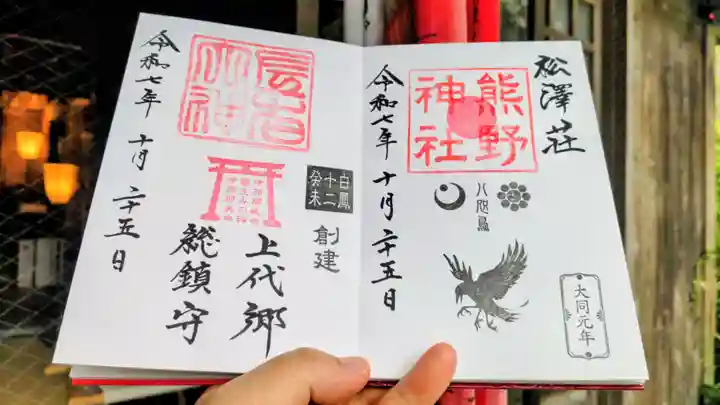 松澤荘
熊野
神社
八咫烏
令和七年 十月 二十五日
大同元年
白鳳
十二
癸未
創建
上代郷
総鎮守
令和七年 十月 二十五日